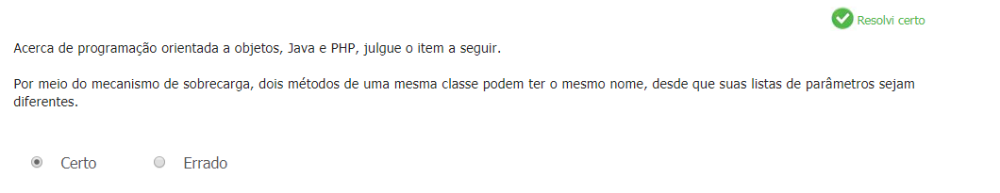 Resolvi certo
Acerca de programação orientada a objetos, Java e PHP, julgue o item a seguir.
Por meio do mecanismo de sobrecarga, dois métodos de uma mesma classe podem ter o mesmo nome, desde que suas listas de parâmetros sejam
diferentes.
Certo Errado